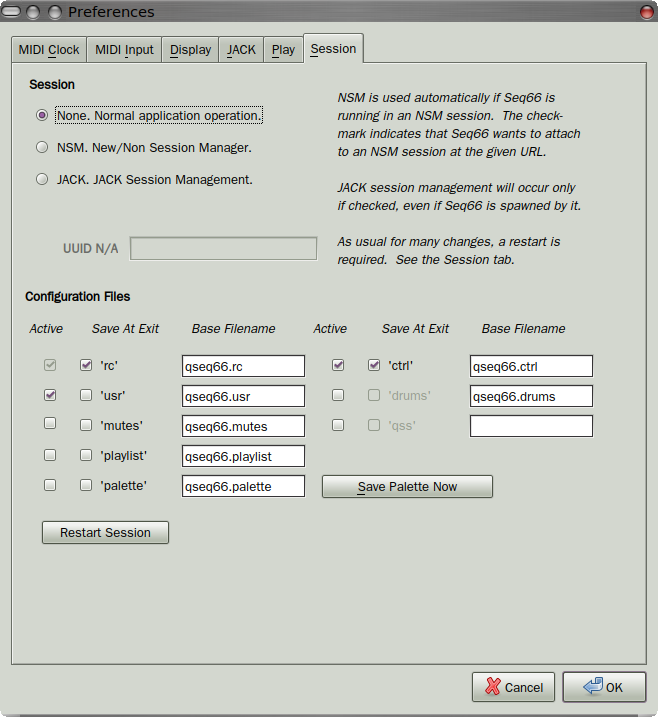 Preferences
MIDI Clock MIDI Input Display JACK Play Session
Session
None. Normal application operation.
NSM. New/Non Session Manager.
JACK. JACK Session Management.
UUID N/A
NSM is used automatically if Seq66 is
running in an NSM session. The check-
mark indicates that Seq66 wants to attach
to an NSM session at the given URL.
JACK session management will occur only
if checked, even if Seq66 is spawned by it.
As usual for many changes, a restart is
required. See the Session tab.
Configuration Files
Active Save At Exit Base Filename Active Save At Exit Base Filename
'rc' qseq66.rc 'ctrl' qseq66.ctrl
'usr' qseq66.usr 'drums' qseq66.drums
'mutes' qseq66.mutes 'qss'
'playlist' qseq66.playlist
'palette' qseq66.palette Save Palette Now
Restart Session
Cancel OK